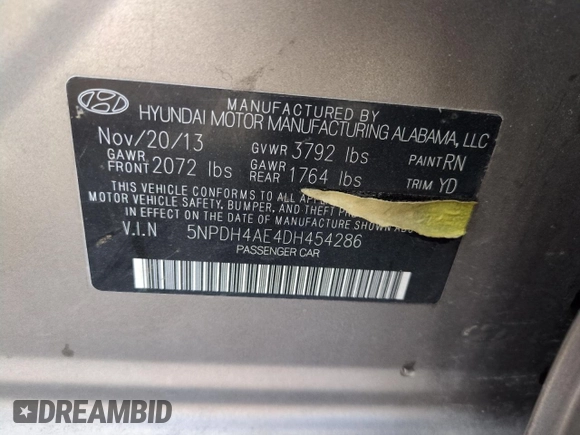 MANUFACTURED BY
HYUNDAI MOTOR MANUFACTURING ALABAMA, LLC
Nov/20/13 GVWR 3792 lbs PAINT RN
GAWR FRONT 2072 lbs GAWR REAR 1764 lbs TRIM YD
THIS VEHICLE CONFORMS TO ALL
MOTOR VEHICLE SAFETY, BUMPER, AND THEFT
IN EFFECT ON THE DATE OF MANUFAC
V.I.N 5NPDH4AE4DH454286
PASSENGER CAR
DREAMBID